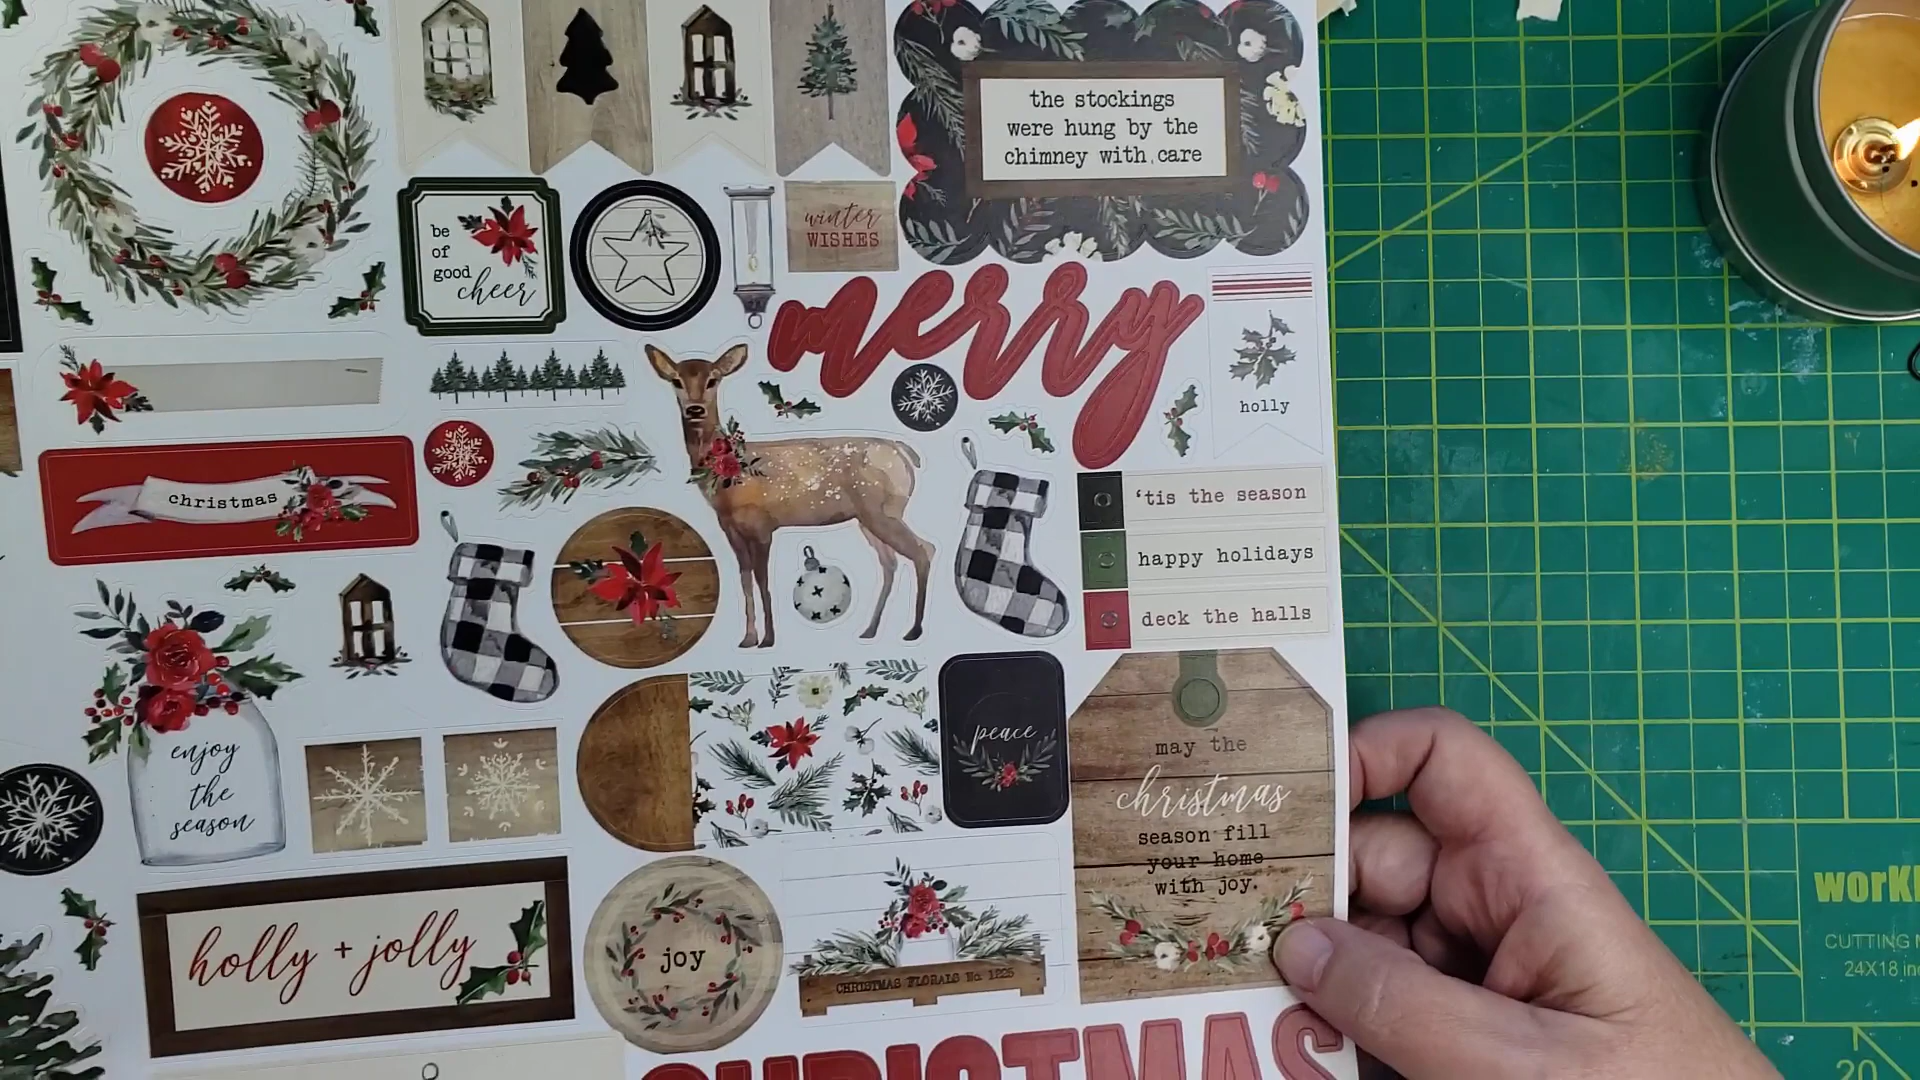 the stockings
were hung by the
chimney with care
be
of
good
cheer
winter
WISHES
merry
holly
christmas
'tis the season
happy holidays
deck the halls
enjoy
the
season
peace
may the
christmas
season fill
your home
with joy.
holly + jolly
joy
CHRISTMAS FLORALS No. 1225
CHRISTMAS
CUTTING
24X18 in
20